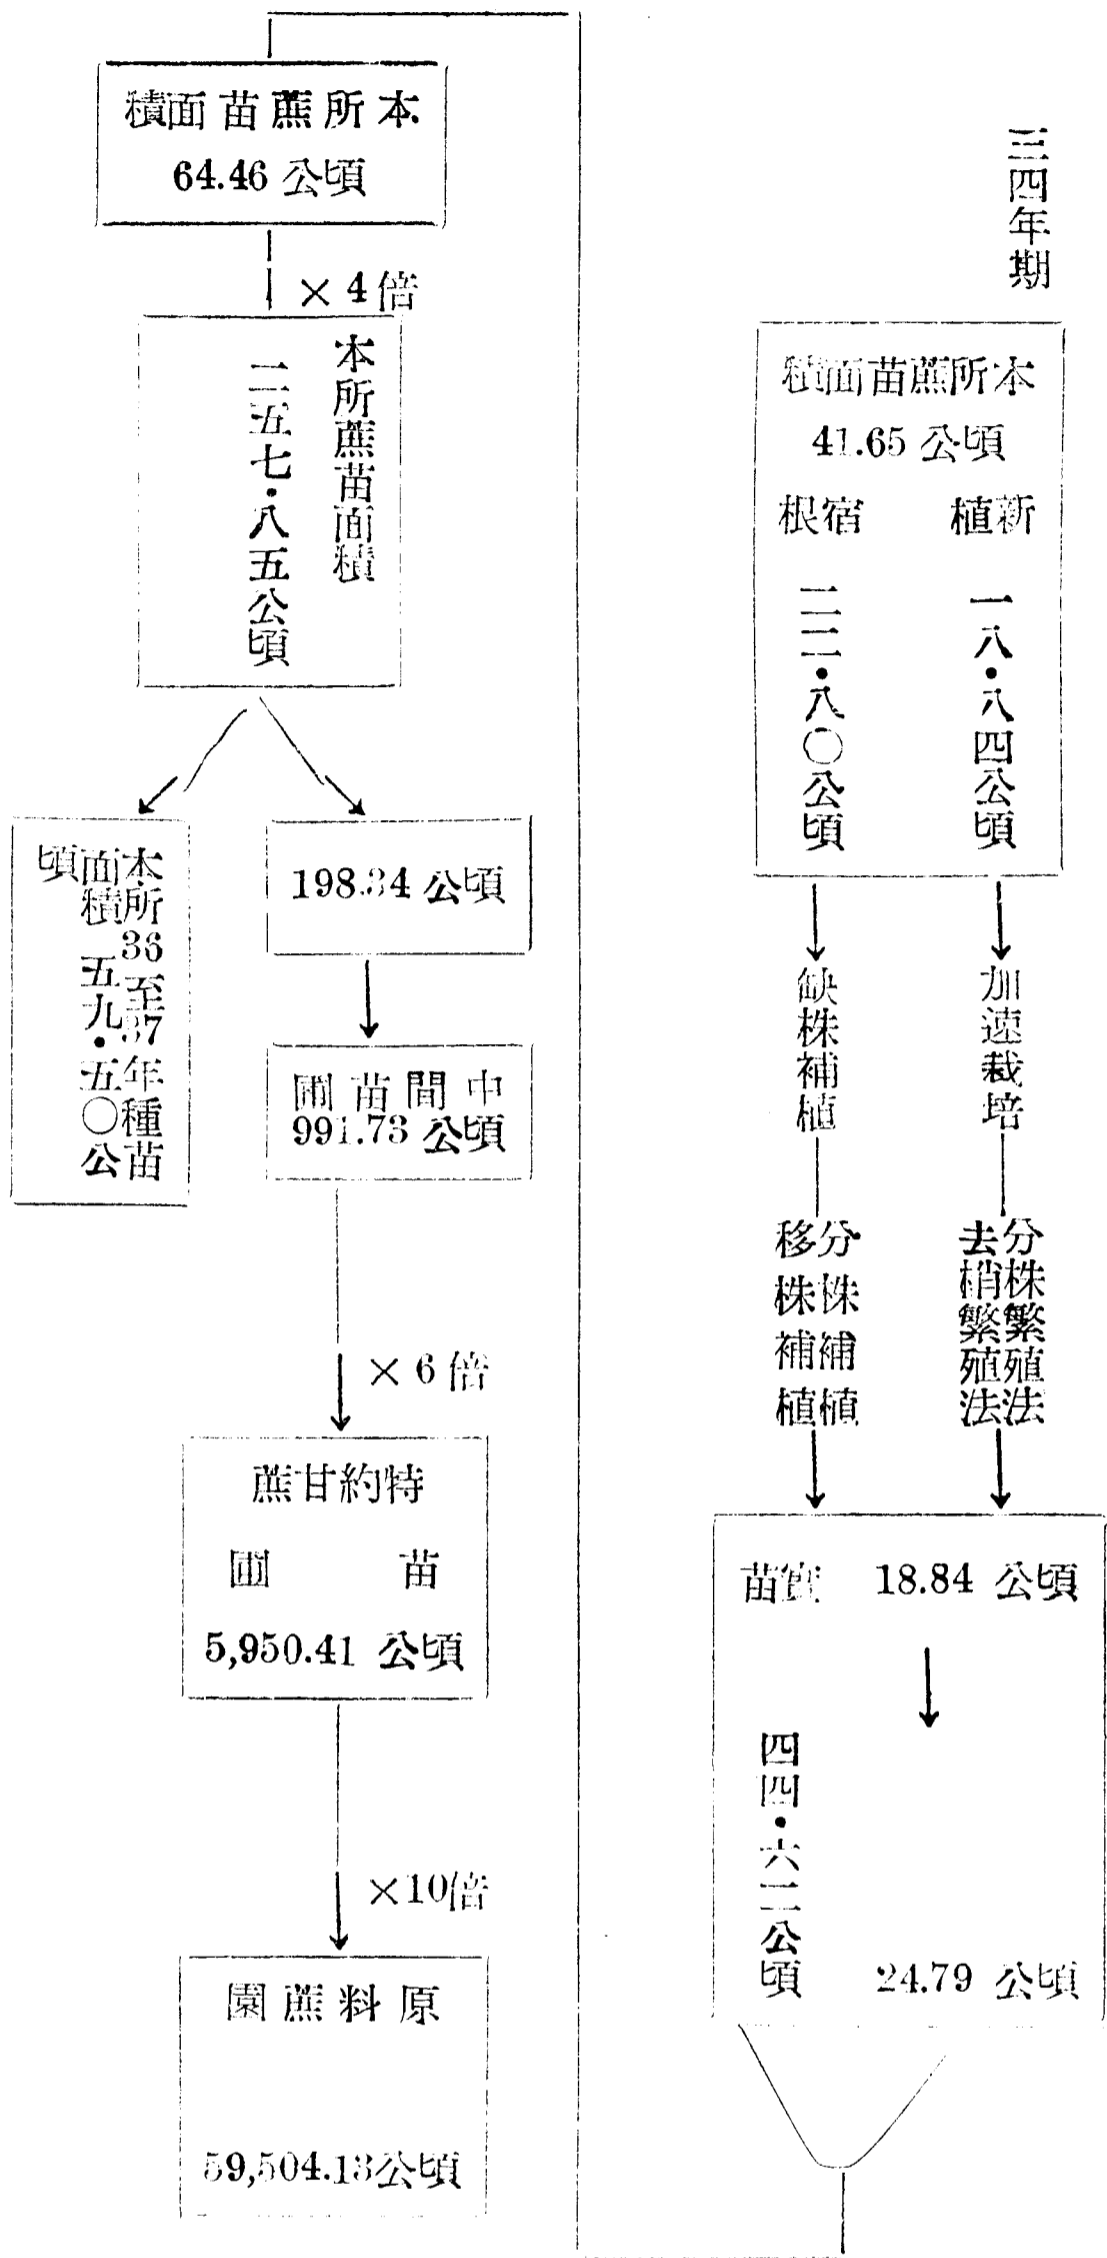 三四年期
本所蔗苗面積
41.65 公頃
新植
一八・八四公頃
宿根
二二・八〇公頃
加速栽培
分株繁殖法
去梢繁殖法
缺株補植
分株補植
移株補植
18.84 公頃
24.79 公頃
實苗
四四・六二公頃
本所蔗苗面積
64.46 公頃
×4倍
本所蔗苗面積
二五七・八五公頃
198.34 公頃
中間苗圃
991.73 公頃
×6倍
特約甘蔗
苗圃
5,950.41 公頃
×10倍
原料蔗園
59,504.13公頃
本所36至37年種苗
面積 五九・五〇公
頃